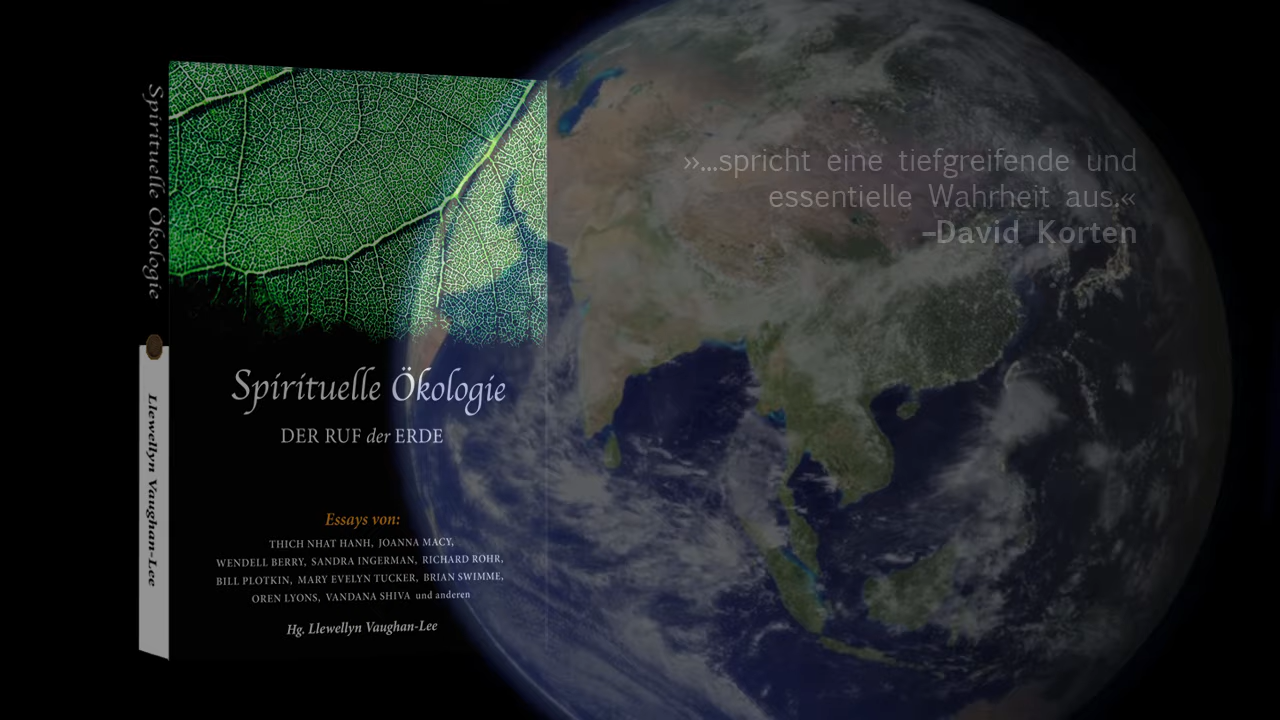 Spirituelle Ökologie
Llewellyn Vaughan-Lee
Spirituelle Ökologie
DER RUF der ERDE
Essays von:
THICH NHAT HANH, JOANNA MACY,
WENDELL BERRY, SANDRA INGERMAN, RICHARD ROHR,
BILL PLOTKIN, MARY EVELYN TUCKER, BRIAN SWIMME,
OREN LYONS, VANDANA SHIVA und anderen
Hg. Llewellyn Vaughan-Lee
»...spricht eine tiefgreifende und
essentielle Wahrheit aus.«
–David Korten